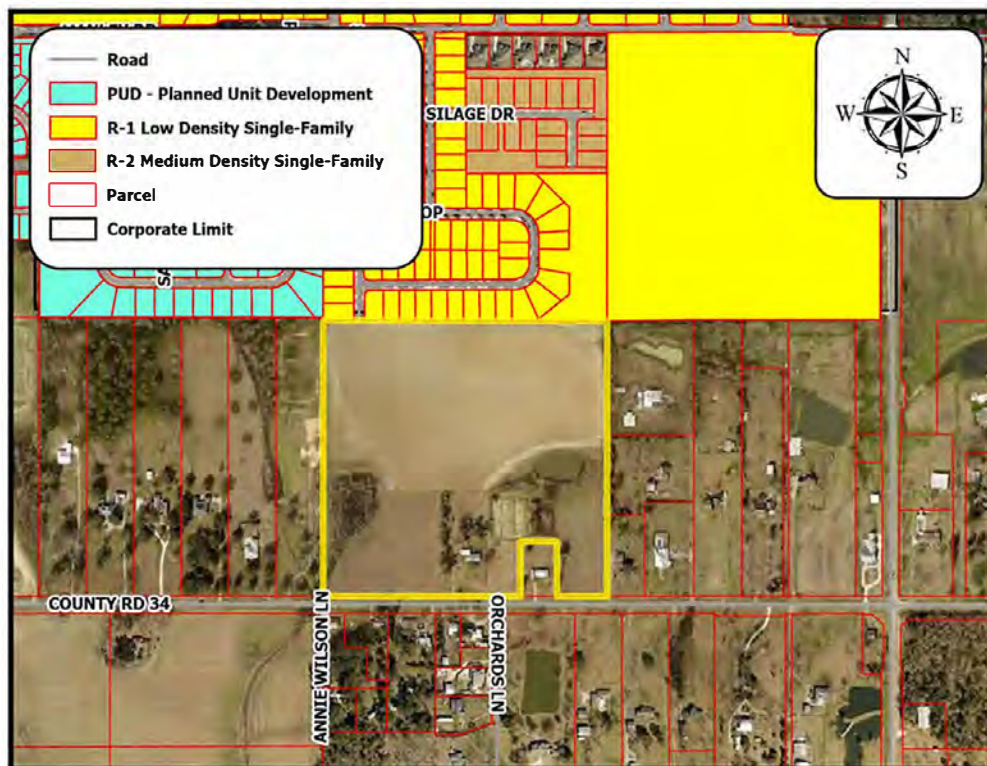 Road
PUD - Planned Unit Development
R-1 Low Density Single-Family
R-2 Medium Density Single-Family
Parcel
Corporate Limit
N
W E
S
SILAGE DR
COUNTY RD 34
ANNIE WILSON LN
ORCHARDS LN